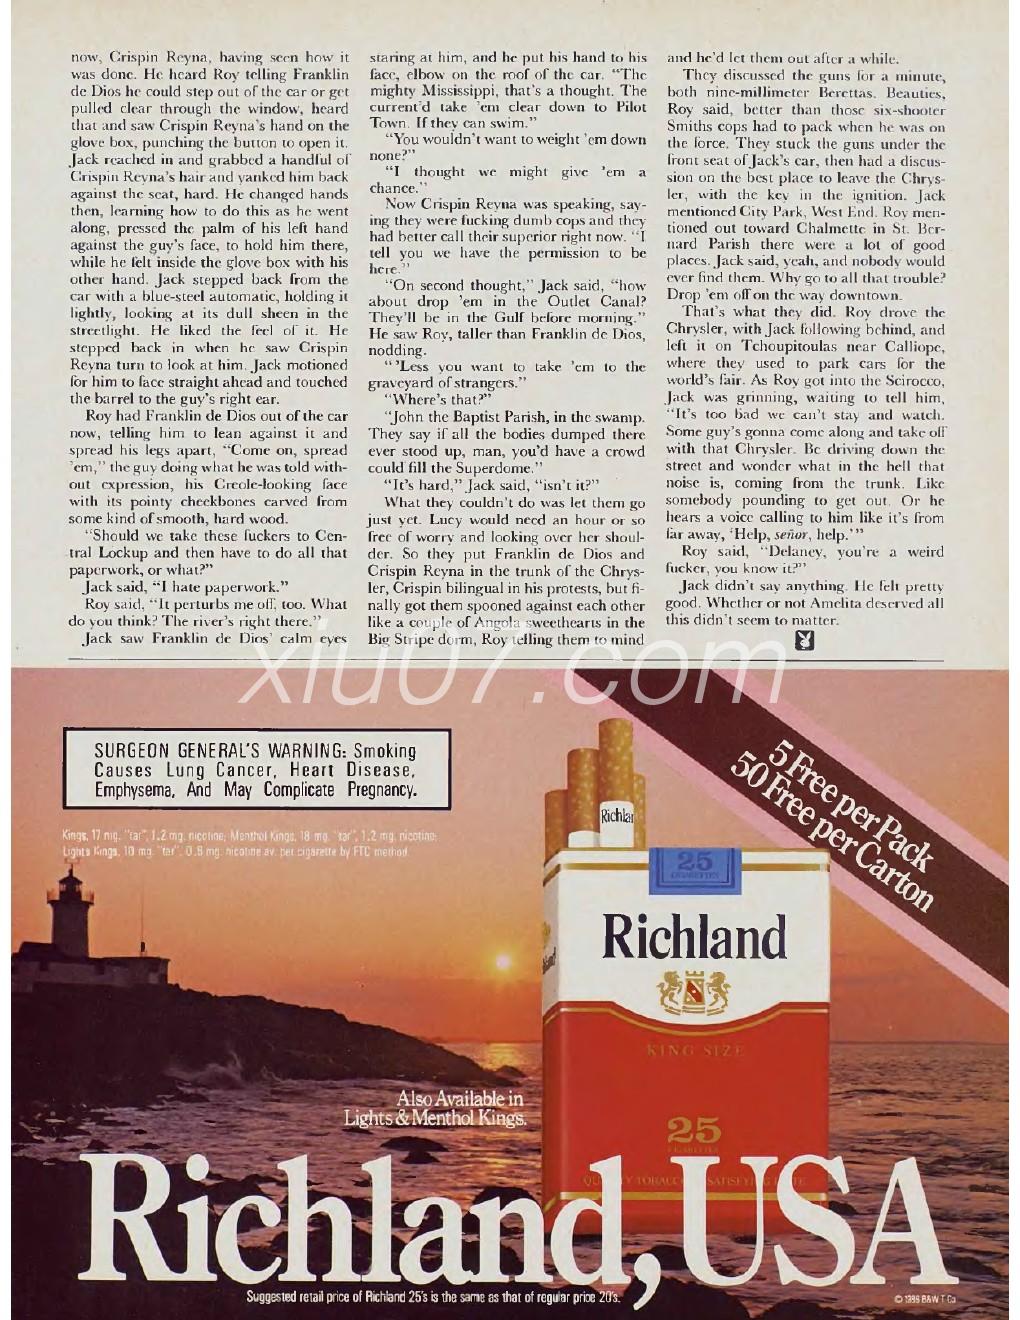 now, Crispin Reyna, having seen how it
was done. He heard Roy telling Franklin
de Dios he could step out of the car or get
pulled clear through the window, heard
that and saw Crispin Reyna's hand on the
glove box, punching the button to open it.
Jack reached in and grabbed a handful of
Crispin Reyna's hair and yanked him back
against the seat, hard. He changed hands
then, learning how to do this as he went
along, pressed the palm of his left hand
against the guy's face, to hold him there,
while he felt inside the glove box with his
other hand. Jack stepped back from the
car with a blue-steel automatic, holding it
lightly, looking at its dull sheen in the
streetlight. He liked the feel of it. He
stepped back in when he saw Crispin
Reyna turn to look at him. Jack motioned
for him to face straight ahead and touched
the barrel to the guy's right ear.
Roy had Franklin de Dios out of the car
now, telling him to lean against it and
spread his legs apart, "Come on, spread
'em," the guy doing what he was told with-
out expression, his Creole-looking face
with its pointy cheekbones carved from
some kind of smooth, hard wood.
"Should we take these fuckers to Cen-
tral Lockup and then have to do all that
paperwork, or what?"
Jack said, "I hate paperwork."
Roy said, "It perturbs me off, too. What
do you think? The river's right there."
Jack saw Franklin de Dios' calm eyes
staring at him, and he put his hand to his
face, elbow on the roof of the car. "The
mighty Mississippi, that's a thought. The
current'd take 'em clear down to Pilot
Town. If they can swim."
"You wouldn't want to weight 'em down
none?"
"I thought we might give 'em a
chance."
Now Crispin Reyna was speaking, say-
ing they were fucking dumb cops and they
had better call their superior right now. "I
tell you we have the permission to be
here."
"On second thought," Jack said, "how
about drop 'em in the Outlet Canal?
They'll be in the Gulf before morning."
He saw Roy, taller than Franklin de Dios,
nodding.
"'Less you want to take 'em to the
graveyard of strangers."
"Where's that?"
"John the Baptist Parish, in the swamp.
They say if all the bodies dumped there
ever stood up, man, you'd have a crowd
could fill the Superdome."
"It's hard," Jack said, "isn't it?"
What they couldn't do was let them go
just yet. Lucy would need an hour or so
free of worry and looking over her shoul-
der. So they put Franklin de Dios and
Crispin Reyna in the trunk of the Chrys-
ler, Crispin bilingual in his protests, but fi-
nally got them spooned against each other
like a couple of Angola sweethearts in the
Big Stripe dorm, Roy telling them to mind
and he'd let them out after a while.
They discussed the guns for a minute,
both nine-millimeter Berettas. Beauties,
Roy said, better than those six-shooter
Smiths cops had to pack when he was on
the force. They stuck the guns under the
front seat of Jack's car, then had a discus-
sion on the best place to leave the Chrys-
ler, with the key in the ignition. Jack
mentioned City Park, West End. Roy men-
tioned out toward Chalmette in St. Ber-
nard Parish there were a lot of good
places. Jack said, yeah, and nobody would
ever find them. Why go to all that trouble?
Drop 'em off on the way downtown.
That's what they did. Roy drove the
Chrysler, with Jack following behind, and
left it on Tchoupitoulas near Calliope,
where they used to park cars for the
world's fair. As Roy got into the Scirocco,
Jack was grinning, waiting to tell him,
"It's too bad we can't stay and watch.
Some guy's gonna come along and take off
with that Chrysler. Be driving down the
street and wonder what in the hell that
noise is, coming from the trunk. Like
somebody pounding to get out. Or he
hears a voice calling to him like it's from
far away, 'Help, señor, help.'"
Roy said, "Delaney, you're a weird
fucker, you know it?"
Jack didn't say anything. He felt pretty
good. Whether or not Amelita deserved all
this didn't seem to matter.
xiu07.com
SURGEON GENERAL'S WARNING: Smoking
Causes Lung Cancer, Heart Disease,
Emphysema, And May Complicate Pregnancy.
Kings, 17 mg. "tar", 1.2 mg. nicotine; Menthol Kings, 18 mg. "tar", 1.2 mg. nicotine;
Lights Kings, 10 mg. "tar", 0.8 mg. nicotine av. per cigarette by FTC method.
5 Free per Pack
50 Free per Carton
Richla
25
CIGARETTES
Richland
KING SIZE
25
CIGARETTES
Also Available in
Lights & Menthol Kings.
Richland, USA
Suggested retail price of Richland 25's is the same as that of regular price 20's.
© 1986 B&W T Co